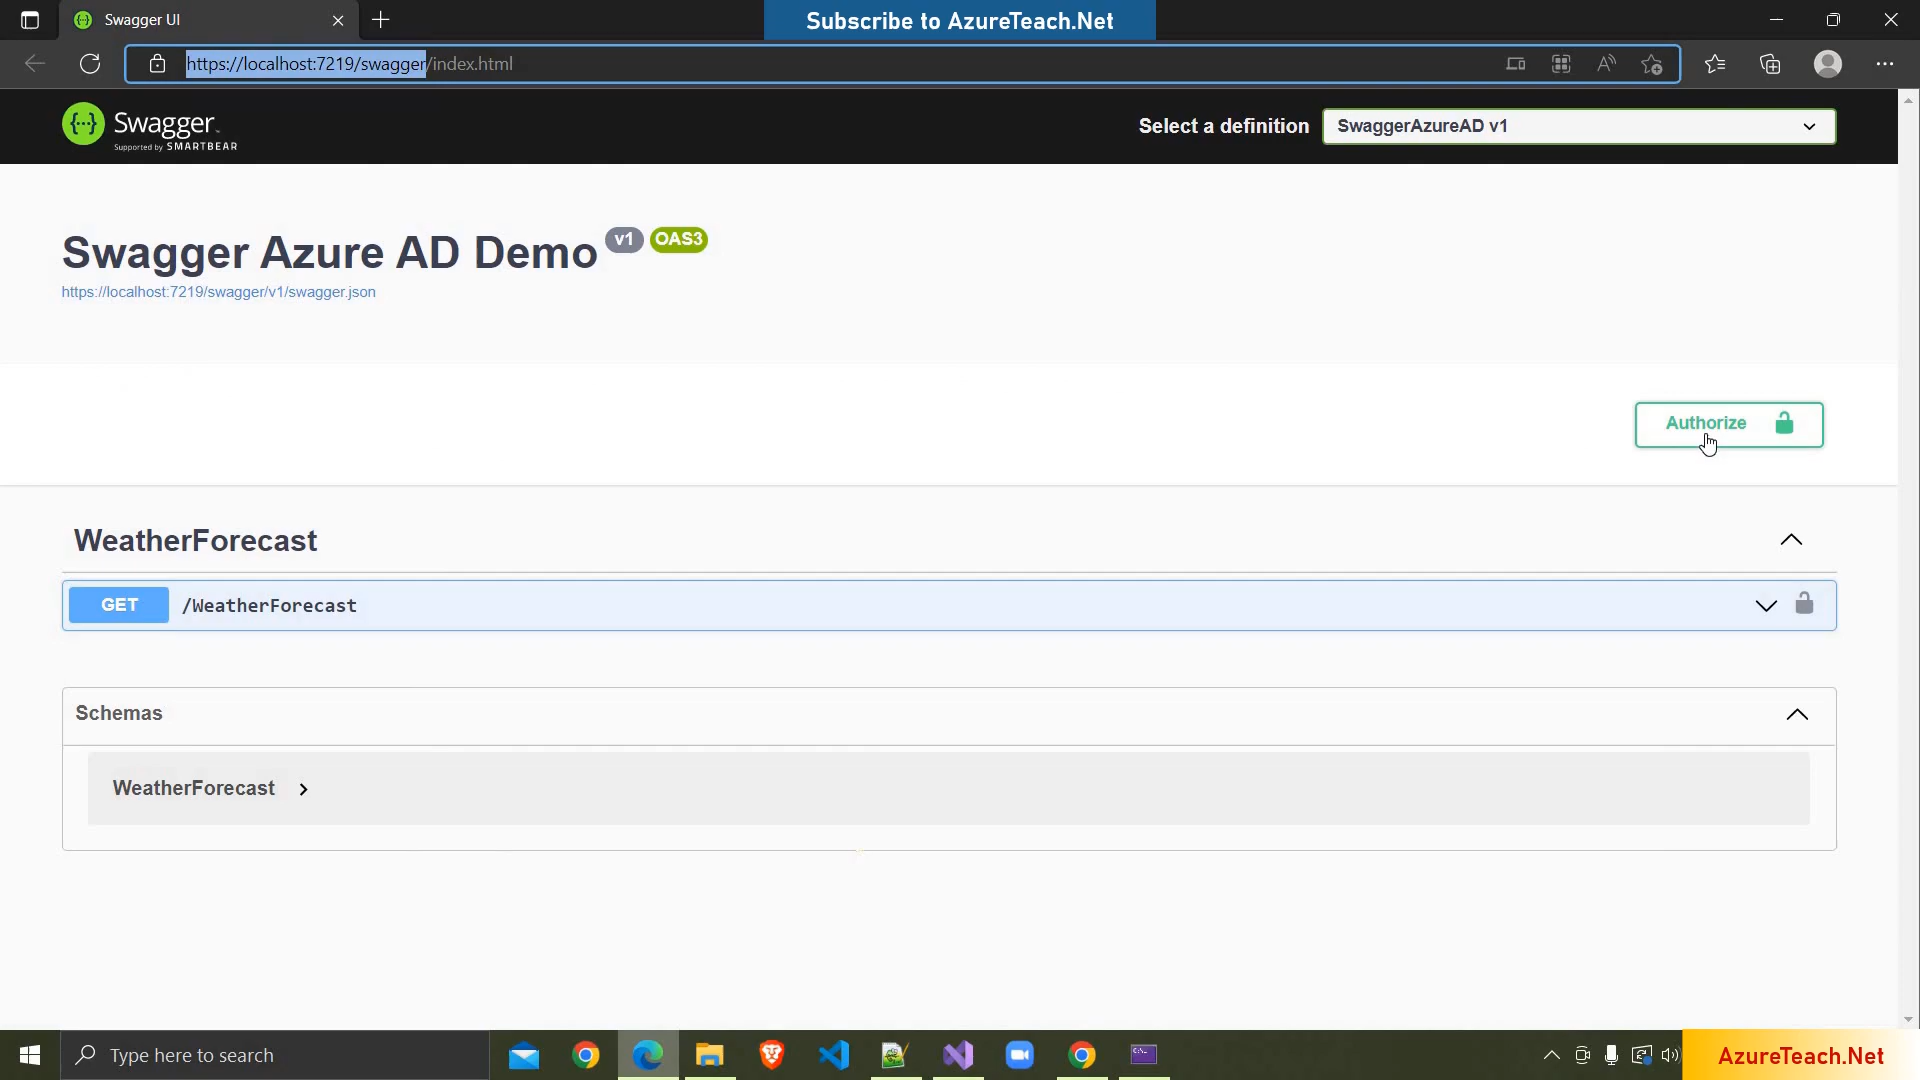 Swagger UI
Subscribe to AzureTeach.Net
https://localhost:7219/swagger/index.html
Swagger
Supported by SMARTBEAR
Select a definition
SwaggerAzureAD v1
Swagger Azure AD Demo v1 OAS3
https://localhost:7219/swagger/v1/swagger.json
Authorize
WeatherForecast
GET /WeatherForecast
Schemas
WeatherForecast
Type here to search
AzureTeach.Net